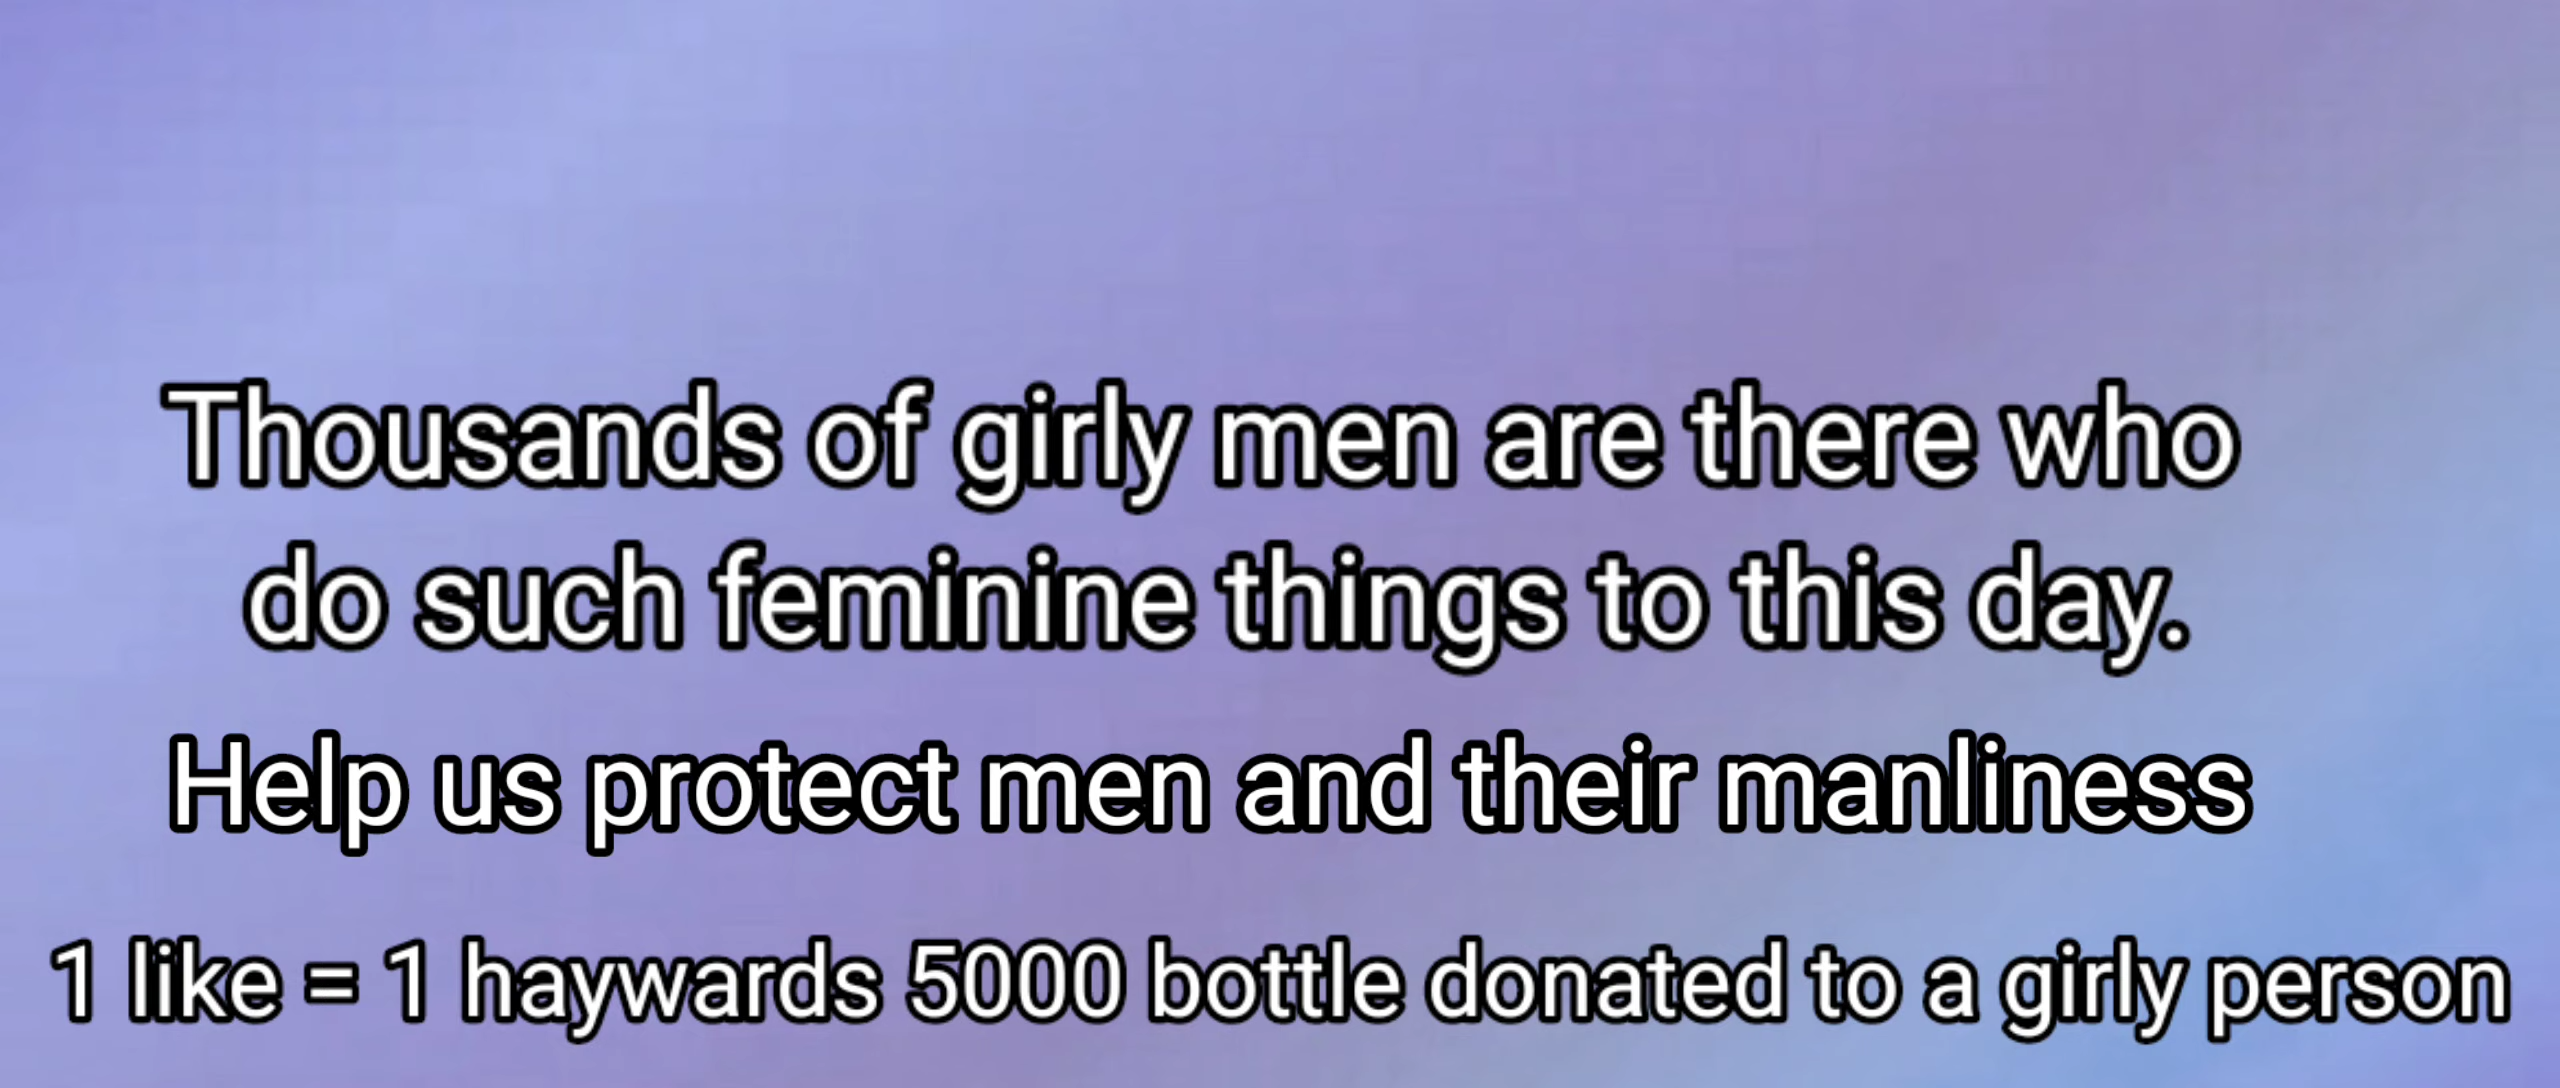 Thousands of girly men are there who
do such feminine things to this day.
Help us protect men and their manliness
1 like = 1 haywards 5000 bottle donated to a girly person